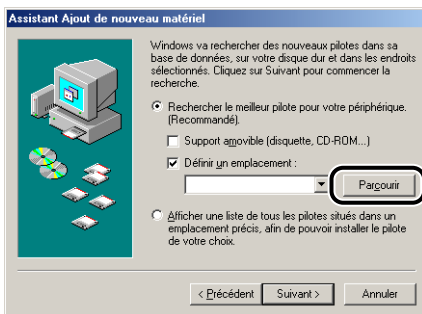 Assistant Ajout de nouveau matériel
Windows va rechercher des nouveaux pilotes dans sa
base de données, sur votre disque dur et dans les endroits
sélectionnés. Cliquez sur Suivant pour commencer la
recherche.
Rechercher le meilleur pilote pour votre périphérique.
(Recommandé).
Support amovible (disquette, CD-ROM...)
Définir un emplacement :
Parcourir
Afficher une liste de tous les pilotes situés dans un
emplacement précis, afin de pouvoir installer le pilote
de votre choix.
< Précédent Suivant > Annuler